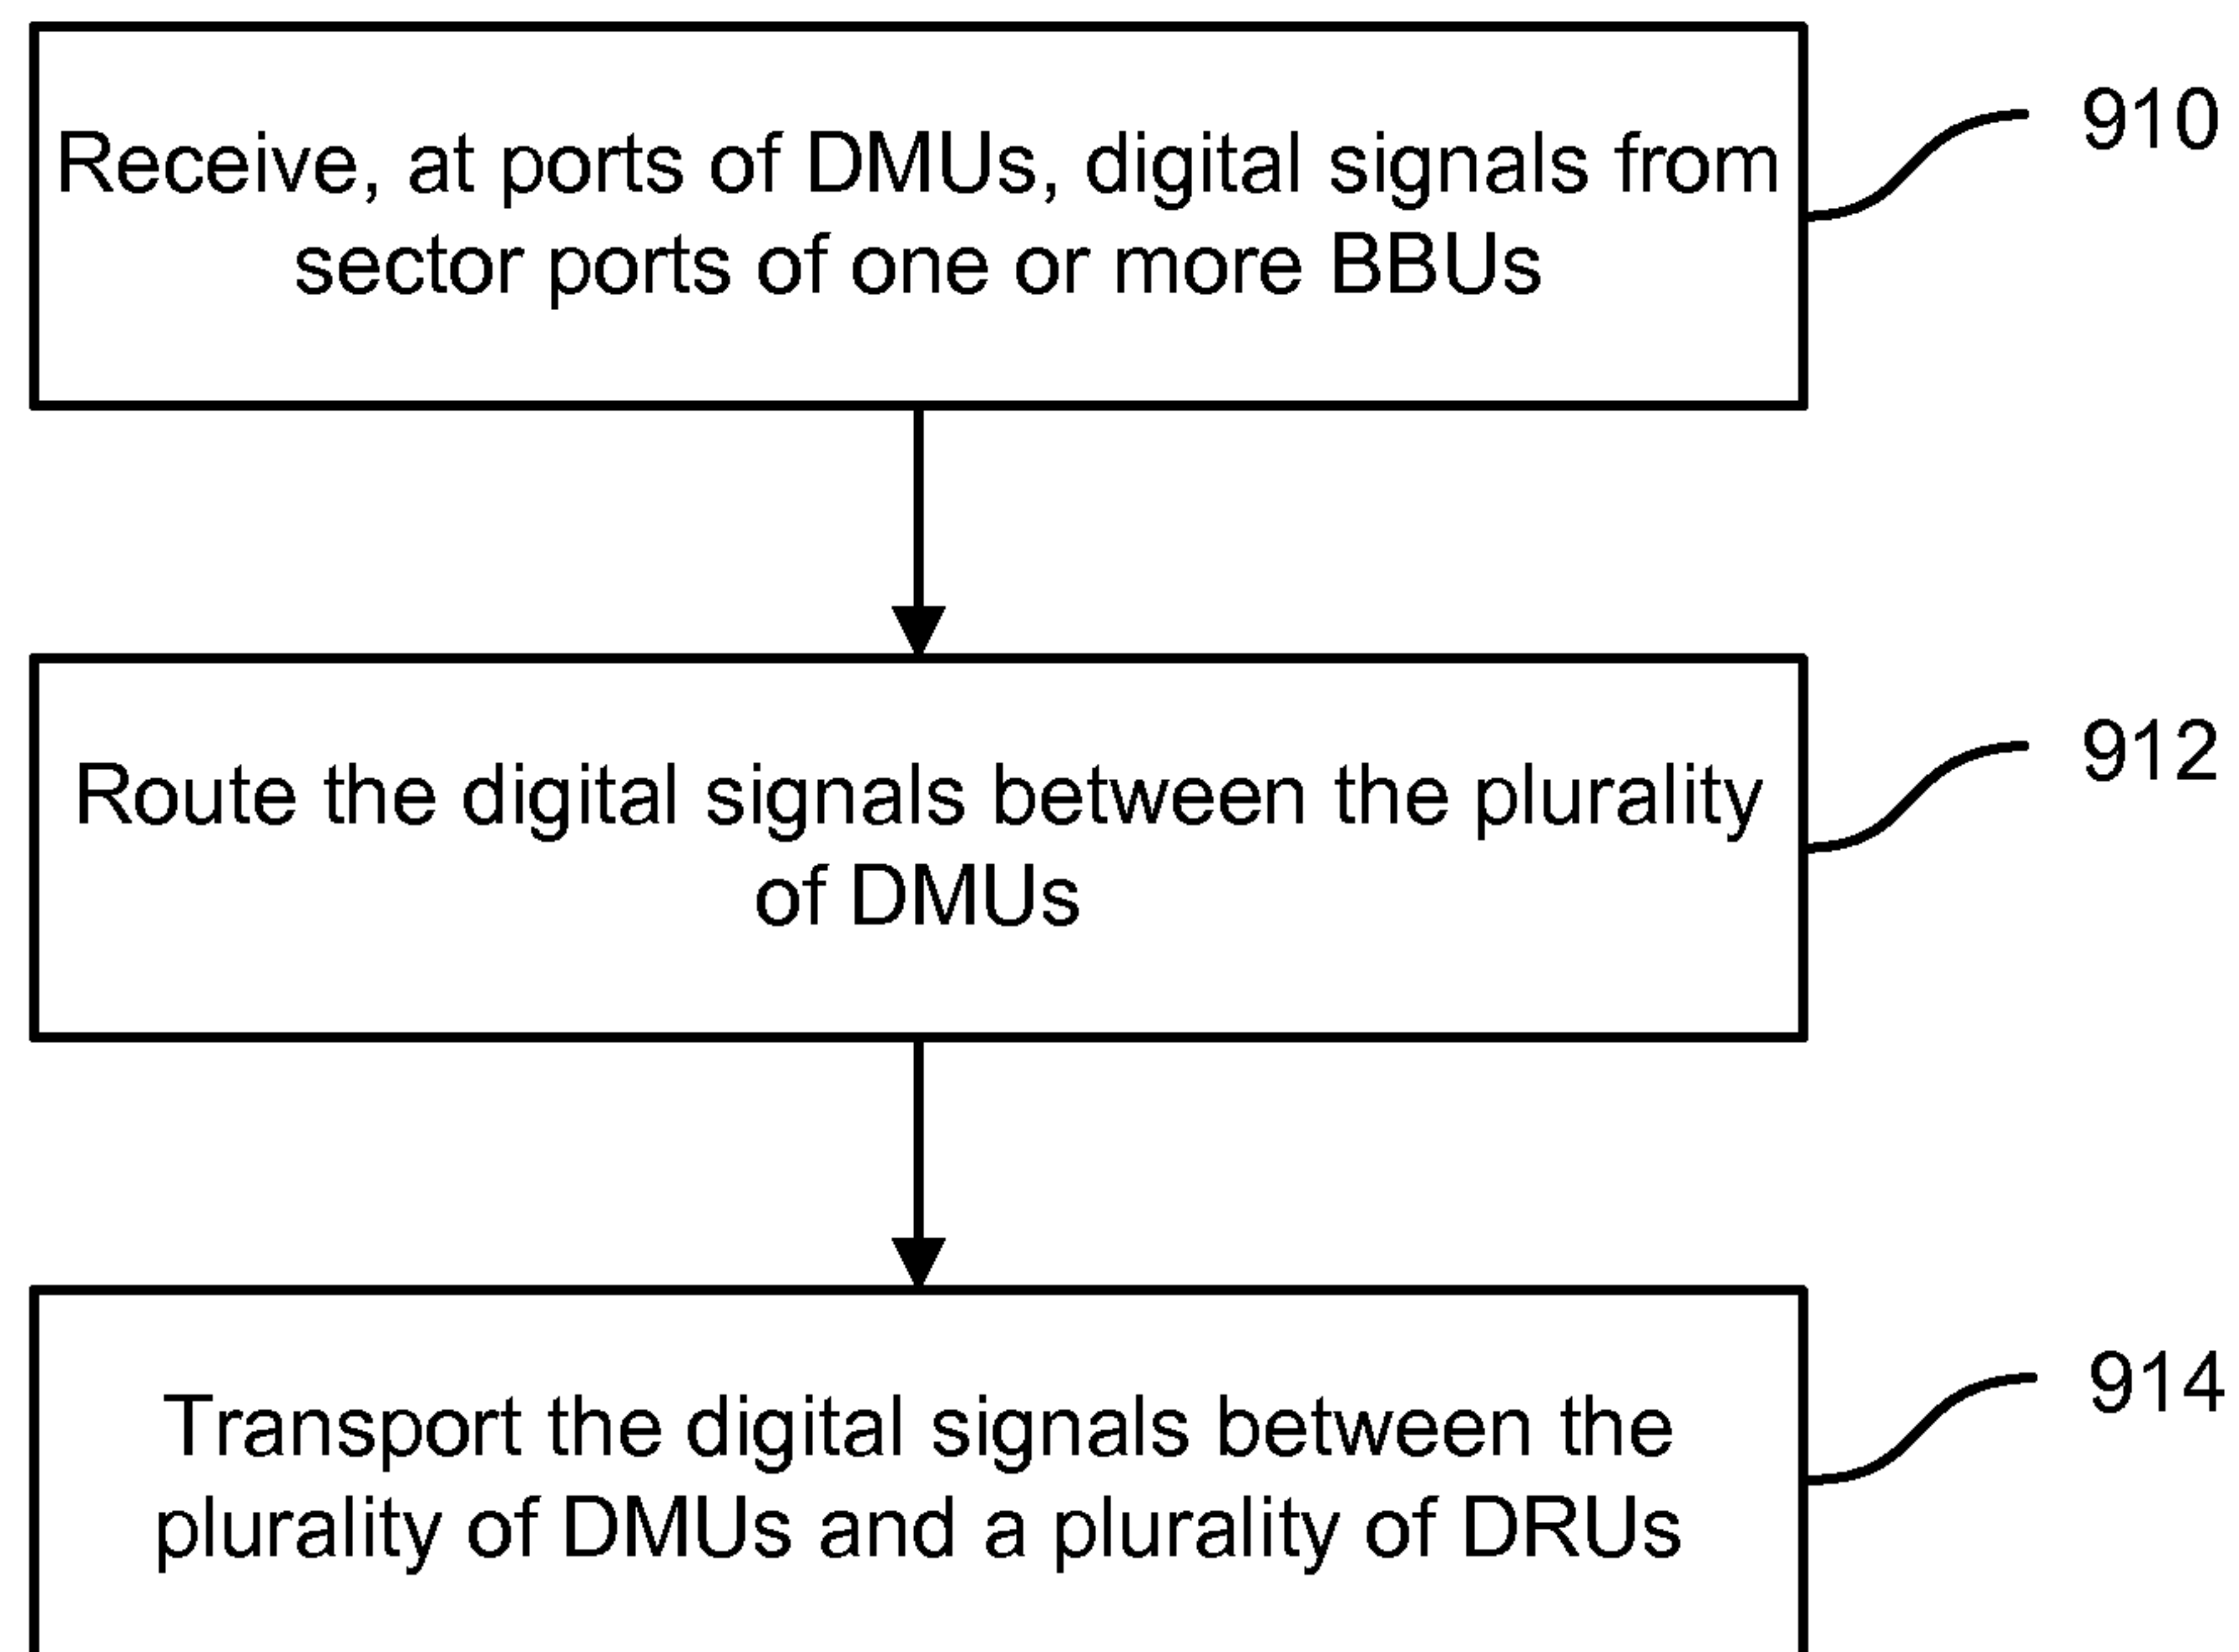 Receive, at ports of DMUs, digital signals from
sector ports of one or more BBUs
910
Route the digital signals between the plurality
of DMUs
912
Transport the digital signals between the
plurality of DMUs and a plurality of DRUs
914